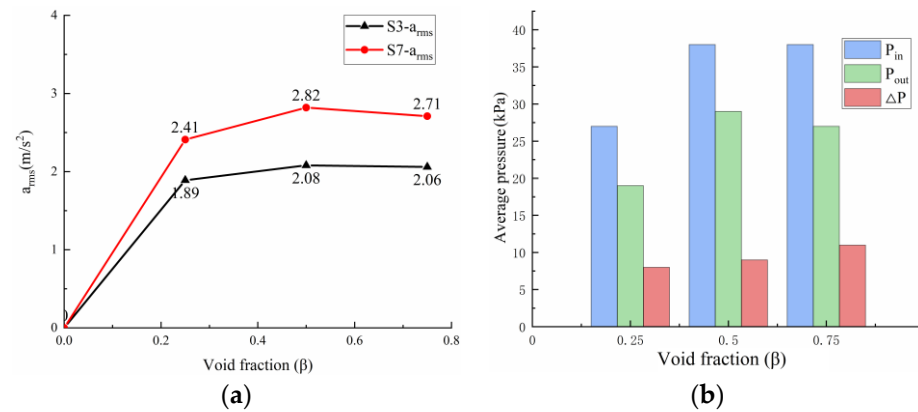 4
3
2
1
0
a_rms(m/s²)
S3-a_rms
S7-a_rms
2.41
2.82
2.71
1.89
2.08
2.06
0.0 0.2 0.4 0.6 0.8
Void fraction (β)
(a)
40
35
30
25
20
15
10
5
0
Average pressure(kPa)
P_in
P_out
△P
0.25 0.5 0.75
Void fraction (β)
(b)